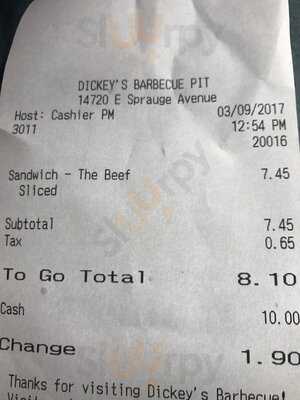 DICKEY'S BARBECUE PIT
14720 E Sprauge Avenue
Host: Cashier PM 03/09/2017
3011 12:54 PM
20016
Sandwich - The Beef 7.45
Sliced
Subtotal 7.45
Tax 0.65
To Go Total 8.10
Cash 10.00
Change 1.90
Thanks for visiting Dickey's Barbecue!